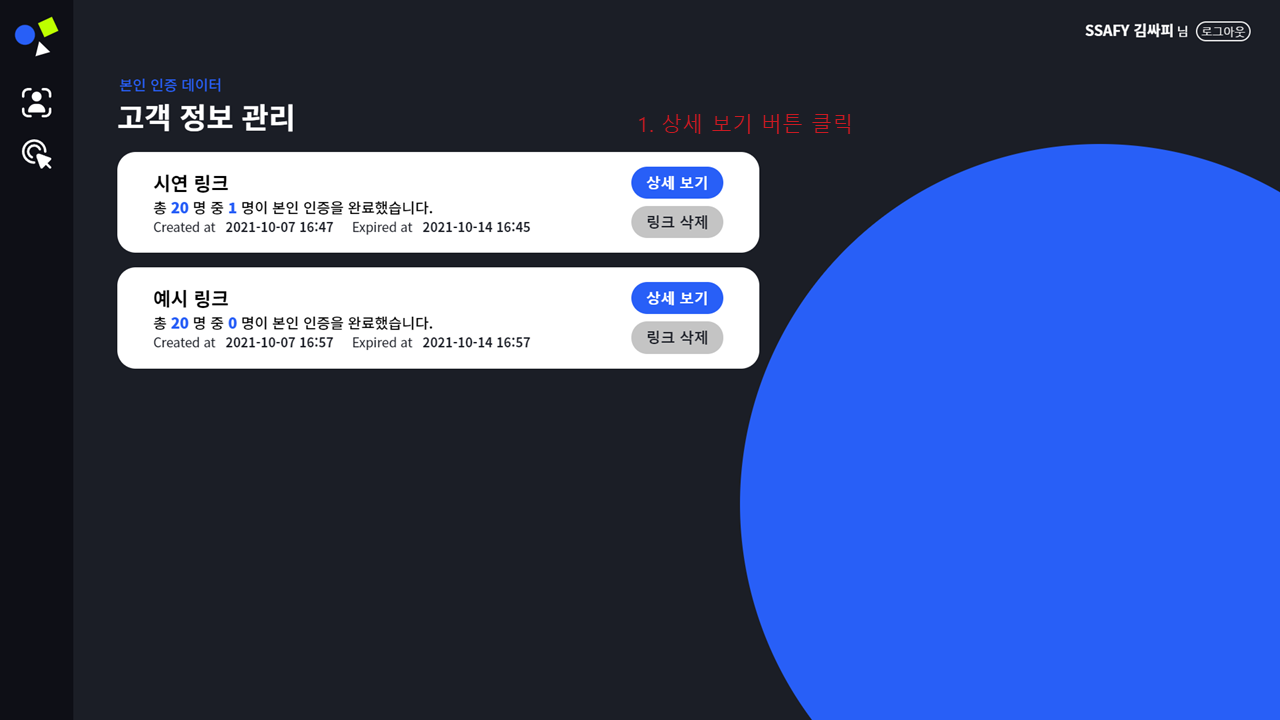 SSAFY 김싸피 님 로그아웃
본인 인증 데이터
고객 정보 관리
1. 상세 보기 버튼 클릭
시연 링크
상세 보기
총 20 명 중 1 명이 본인 인증을 완료했습니다.
링크 삭제
Created at 2021-10-07 16:47 Expired at 2021-10-14 16:45
예시 링크
상세 보기
총 20 명 중 0 명이 본인 인증을 완료했습니다.
링크 삭제
Created at 2021-10-07 16:57 Expired at 2021-10-14 16:57